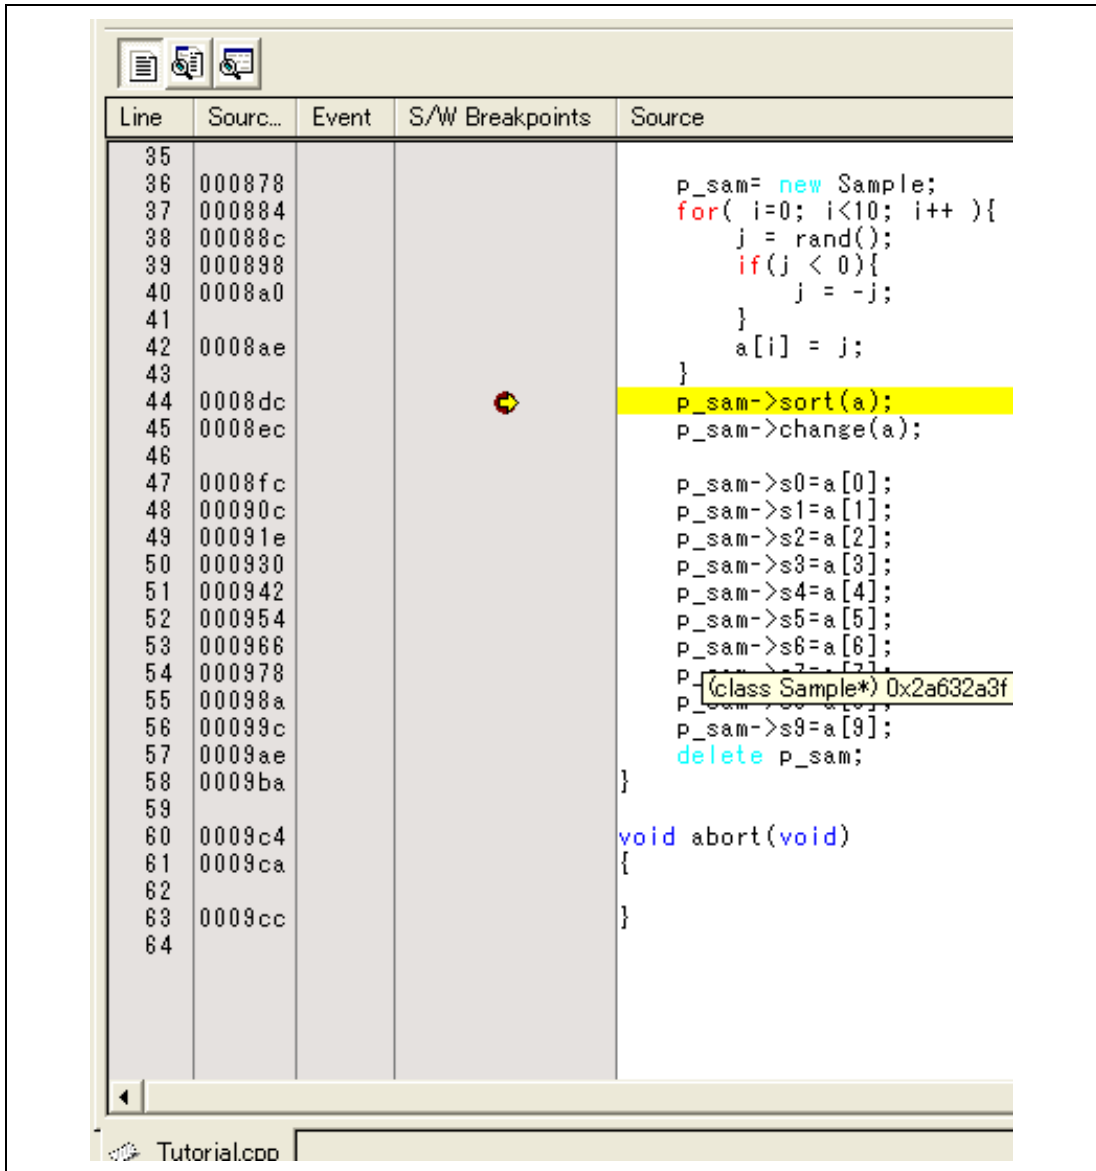 Line Sourc... Event S/W Breakpoints Source
35
36 000878 p_sam= new Sample;
37 000884 for( i=0; i<10; i++ ){
38 00088c j = rand();
39 000898 if(j < 0){
40 0008a0 j = -j;
41 }
42 0008ae a[i] = j;
43 }
44 0008dc p_sam->sort(a);
45 0008ec p_sam->change(a);
46
47 0008fc p_sam->s0=a[0];
48 00090c p_sam->s1=a[1];
49 00091e p_sam->s2=a[2];
50 000930 p_sam->s3=a[3];
51 000942 p_sam->s4=a[4];
52 000954 p_sam->s5=a[5];
53 000966 p_sam->s6=a[6];
54 000978
(class Sample*) 0x2a632a3f
55 00098a
56 00099c p_sam->s9=a[9];
57 0009ae delete p_sam;
58 0009ba }
59
60 0009c4 void abort(void)
61 0009ca {
62
63 0009cc }
64
Tutorial.cpp